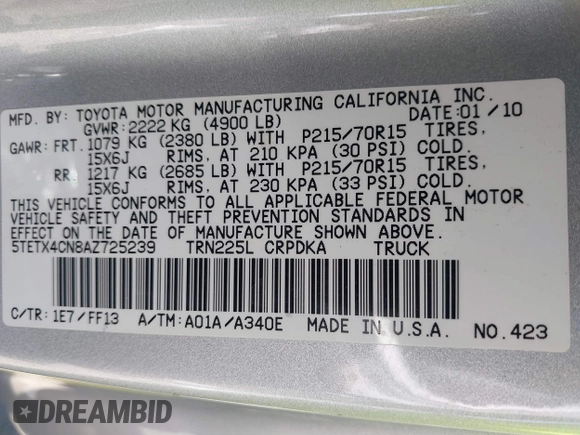 MFD. BY: TOYOTA MOTOR MANUFACTURING CALIFORNIA INC.
GVWR: 2222 KG (4900 LB) DATE: 01/10
GAWR: FRT. 1079 KG (2380 LB) WITH P215/70R15 TIRES,
15X6J RIMS, AT 210 KPA (30 PSI) COLD.
RR. 1217 KG (2685 LB) WITH P215/70R15 TIRES,
15X6J RIMS, AT 230 KPA (33 PSI) COLD.
THIS VEHICLE CONFORMS TO ALL APPLICABLE FEDERAL MOTOR
VEHICLE SAFETY AND THEFT PREVENTION STANDARDS IN
EFFECT ON THE DATE OF MANUFACTURE SHOWN ABOVE.
5TETX4CN8AZ725239 TRN225L CRPDKA TRUCK
C/TR: 1E7/FF13 A/TM: A01A/A340E MADE IN U.S.A. NO. 423
DREAMBID